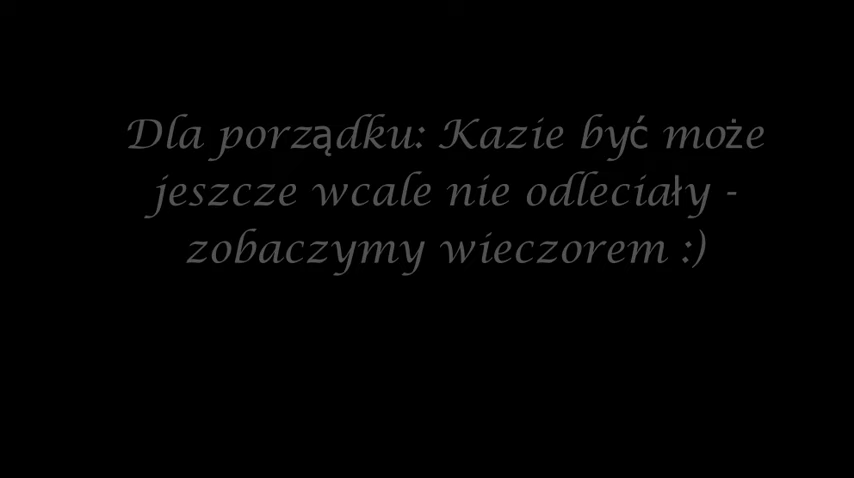 Dla porządku: Kazie być może
jeszcze wcale nie odleciały -
zobaczymy wieczorem :)